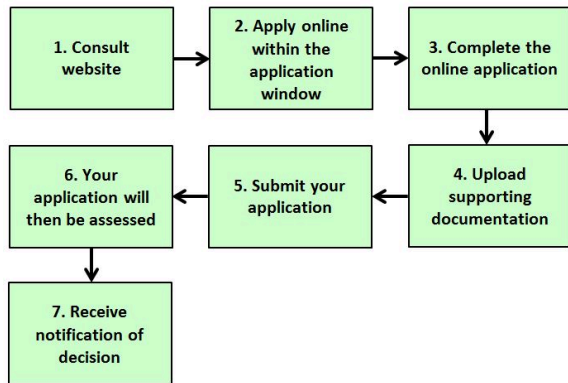 1. Consult
website
2. Apply online
within the
application
window
3. Complete the
online application
4. Upload
supporting
documentation
5. Submit your
application
6. Your
application will
then be assessed
7. Receive
notification of
decision